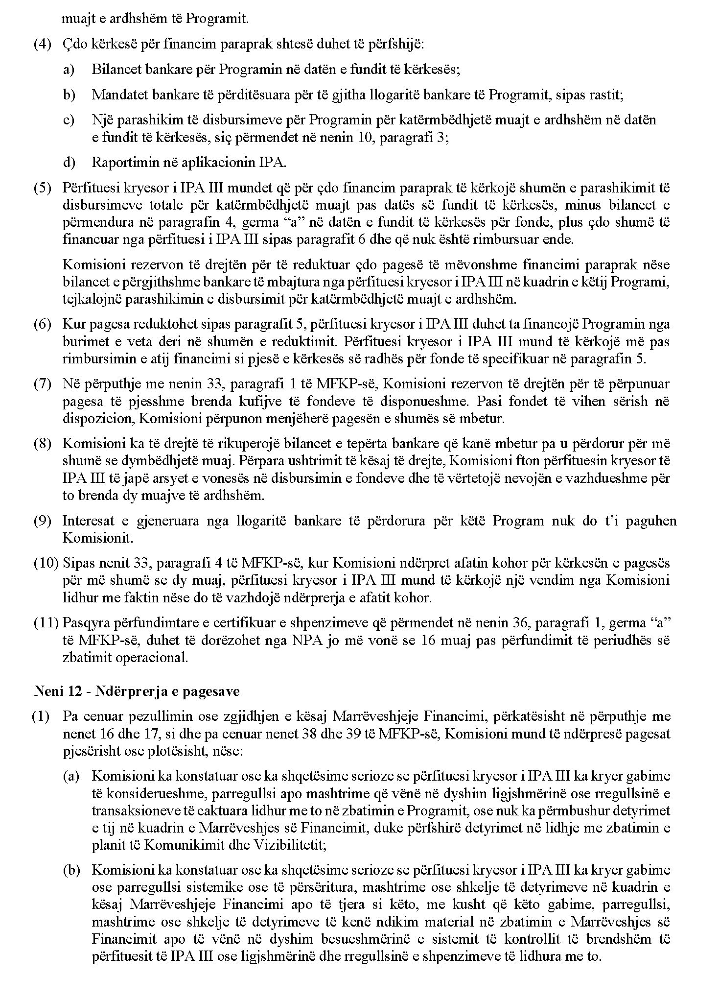 muajt e ardhshëm të Programit.
(4) Çdo kërkesë për financim paraprak shtesë duhet të përfshijë:
a) Bilancet bankare për Programin në datën e fundit të kërkesës;
b) Mandatet bankare të përditësuara për të gjitha llogaritë bankare të Programit, sipas rastit;
c) Një parashikim të disbursimeve për Programin për katërmbëdhjetë muajt e ardhshëm në datën
e fundit të kërkesës, siç përmendet në nenin 10, paragrafi 3;
d) Raportimin në aplikacionin IPA.
(5) Përfituesi kryesor i IPA III mundet që për çdo financim paraprak të kërkojë shumën e parashikimit të
disbursimeve totale për katërmbëdhjetë muajt pas datës së fundit të kërkesës, minus bilancet e
përmendura në paragrafin 4, germa “a” në datën e fundit të kërkesës për fonde, plus çdo shumë të
financuar nga përfituesi i IPA III sipas paragrafit 6 dhe që nuk është rimbursuar ende.
Komisioni rezervon të drejtën për të reduktuar çdo pagesë të mëvonshme financimi paraprak nëse
bilancet e përgjithshme bankare të mbajtura nga përfituesi kryesor i IPA III në kuadrin e këtij Programi,
tejkalojnë parashikimin e disbursimit për katërmbëdhjetë muajt e ardhshëm.
(6) Kur pagesa reduktohet sipas paragrafit 5, përfituesi kryesor i IPA III duhet ta financojë Programin nga
burimet e veta deri në shumën e reduktimit. Përfituesi kryesor i IPA III mund të kërkojë më pas
rimbursimin e atij financimi si pjesë e kërkesës së radhës për fonde të specifikuar në paragrafin 5.
(7) Në përputhje me nenin 33, paragrafi 1 të MFKP-së, Komisioni rezervon të drejtën për të përpunuar
pagesa të pjesshme brenda kufijve të fondeve të disponueshme. Pasi fondet të vihen sërish në
dispozicion, Komisioni përpunon menjëherë pagesën e shumës së mbetur.
(8) Komisioni ka të drejtë të rikuperojë bilancet e tepërta bankare që kanë mbetur pa u përdorur për më
shumë se dymbëdhjetë muaj. Përpara ushtrimit të kësaj të drejte, Komisioni fton përfituesin kryesor të
IPA III të japë arsyet e vonesës në disbursimin e fondeve dhe të vërtetojë nevojën e vazhdueshme për
to brenda dy muajve të ardhshëm.
(9) Interesat e gjeneruara nga llogaritë bankare të përdorura për këtë Program nuk do t’i paguhen
Komisionit.
(10) Sipas nenit 33, paragrafi 4 të MFKP-së, kur Komisioni ndërpret afatin kohor për kërkesën e pagesës
për më shumë se dy muaj, përfituesi kryesor i IPA III mund të kërkojë një vendim nga Komisioni
lidhur me faktin nëse do të vazhdojë ndërprerja e afatit kohor.
(11) Pasqyra përfundimtare e certifikuar e shpenzimeve që përmendet në nenin 36, paragrafi 1, germa “a”
të MFKP-së, duhet të dorëzohet nga NPA jo më vonë se 16 muaj pas përfundimit të periudhës së
zbatimit operacional.
Neni 12 - Ndërprerja e pagesave
(1) Pa cenuar pezullimin ose zgjidhjen e kësaj Marrëveshjeje Financimi, përkatësisht në përputhje me
nenet 16 dhe 17, si dhe pa cenuar nenet 38 dhe 39 të MFKP-së, Komisioni mund të ndërpresë pagesat
pjesërisht ose plotësisht, nëse:
(a) Komisioni ka konstatuar ose ka shqetësime serioze se përfituesi kryesor i IPA III ka kryer gabime
të konsiderueshme, parregullsi apo mashtrime që vënë në dyshim ligjshmërinë ose rregullsinë e
transaksioneve të caktuara lidhur me to në zbatimin e Programit, ose nuk ka përmbushur detyrimet
e tij në kuadrin e Marrëveshjes së Financimit, duke përfshirë detyrimet në lidhje me zbatimin e
planit të Komunikimit dhe Vizibilitetit;
(b) Komisioni ka konstatuar ose ka shqetësime serioze se përfituesi kryesor i IPA III ka kryer gabime
ose parregullsi sistemike ose të përsëritura, mashtrime ose shkelje të detyrimeve në kuadrin e
kësaj Marrëveshjeje Financimi apo të tjera si këto, me kusht që këto gabime, parregullsi,
mashtrime ose shkelje të detyrimeve të kenë ndikim material në zbatimin e Marrëveshjes së
Financimit apo të vënë në dyshim besueshmërinë e sistemit të kontrollit të brendshëm të
përfituesit të IPA III ose ligjshmërinë dhe rregullsinë e shpenzimeve të lidhura me to.